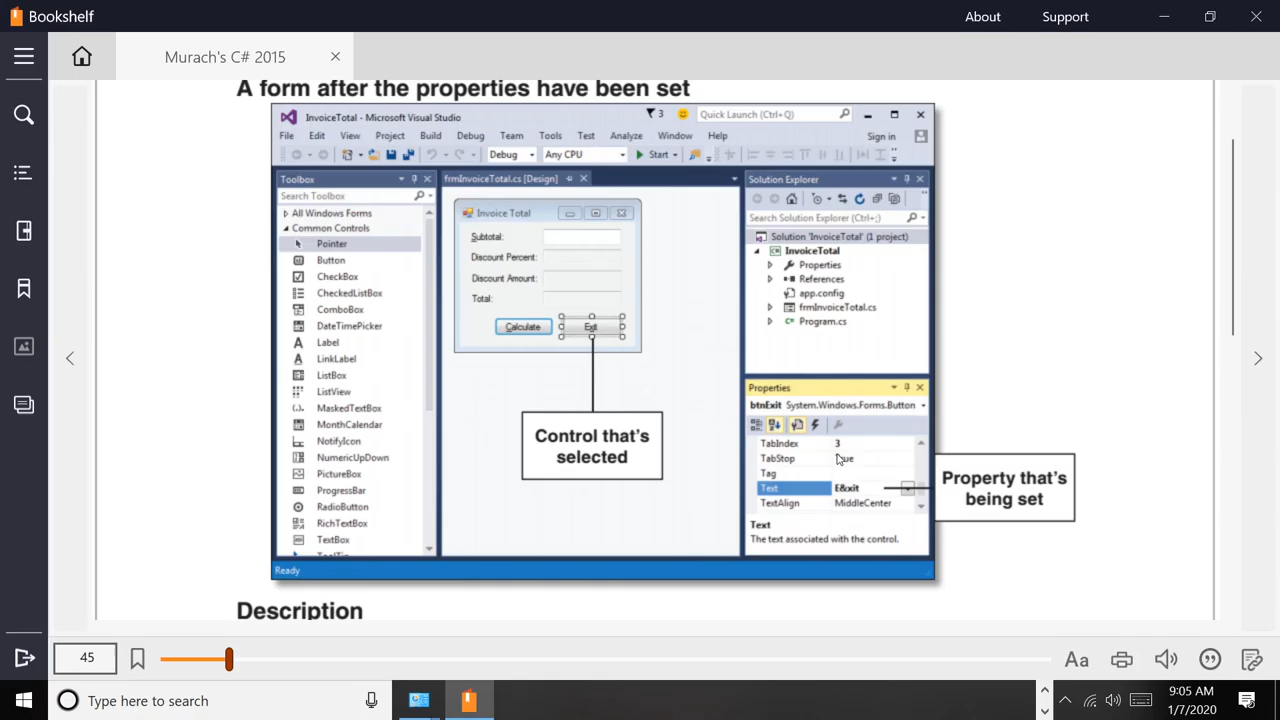 Bookshelf
About
Support
Murach's C# 2015
A form after the properties have been set
InvoiceTotal - Microsoft Visual Studio
3
Quick Launch (Ctrl+Q)
File Edit View Project Build Debug Team Tools Test Analyze Window Help
Sign in
Debug
Any CPU
Start
Toolbox
Search Toolbox
All Windows Forms
Common Controls
Pointer
Button
CheckBox
CheckedListBox
ComboBox
DateTimePicker
Label
LinkLabel
ListBox
ListView
MaskedTextBox
MonthCalendar
NotifyIcon
NumericUpDown
PictureBox
ProgressBar
RadioButton
RichTextBox
TextBox
ToolTip
frmInvoiceTotal.cs [Design]
Invoice Total
Subtotal:
Discount Percent:
Discount Amount:
Total:
Calculate
Exit
Control that's
selected
Solution Explorer
Search Solution Explorer (Ctrl+;)
Solution 'InvoiceTotal' (1 project)
InvoiceTotal
Properties
References
app.config
frmInvoiceTotal.cs
Program.cs
Properties
btnExit System.Windows.Forms.Button
TabIndex 3
TabStop True
Tag
Text E&xit
TextAlign MiddleCenter
Text
The text associated with the control.
Property that's
being set
Ready
Description
45
Aa
Type here to search
9:05 AM
1/7/2020